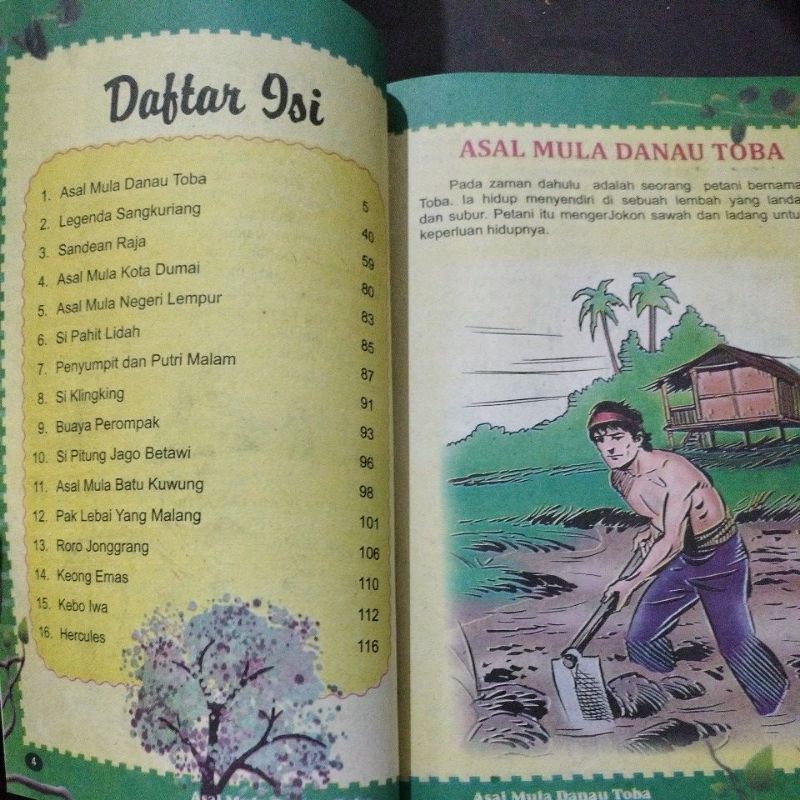 Daftar Isi
1. Asal Mula Danau Toba 5
2. Legenda Sangkuriang 40
3. Sandean Raja 59
4. Asal Mula Kota Dumai 80
5. Asal Mula Negeri Lempur 83
6. Si Pahit Lidah 85
7. Penyumpit dan Putri Malam 87
8. Si Klingking 91
9. Buaya Perompak 93
10. Si Pitung Jago Betawi 96
11. Asal Mula Batu Kuwung 98
12. Pak Lebai Yang Malang 101
13. Roro Jonggrang 106
14. Keong Emas 110
15. Kebo Iwa 112
16. Hercules 116
4
ASAL MULA DANAU TOBA
Pada zaman dahulu adalah seorang petani bernama
Toba. Ia hidup menyendiri di sebuah lembah yang landa
dan subur. Petani itu mengerJokon sawah dan ladang untu
keperluan hidupnya.
Asal Mula Danau Toba